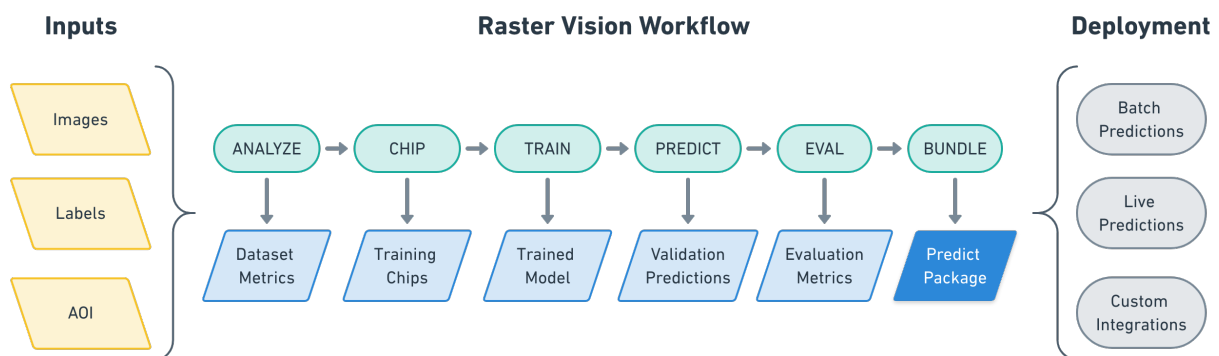 Inputs
Raster Vision Workflow
Deployment
Images
Labels
AOI
ANALYZE
CHIP
TRAIN
PREDICT
EVAL
BUNDLE
Dataset
Metrics
Training
Chips
Trained
Model
Validation
Predictions
Evaluation
Metrics
Predict
Package
Batch
Predictions
Live
Predictions
Custom
Integrations